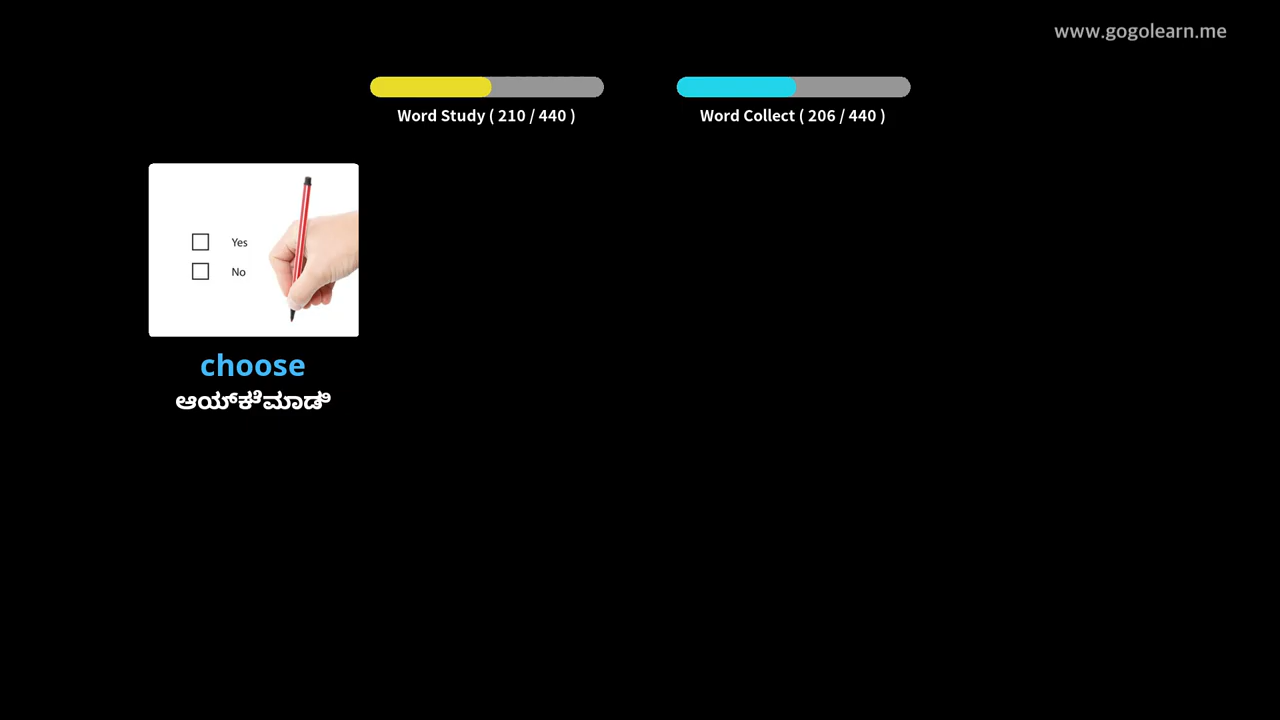 www.gogolearn.me
Word Study ( 210 / 440 )
Word Collect ( 206 / 440 )
Yes
No
choose
ಆಯ್ಕೆಮಾಡಿ